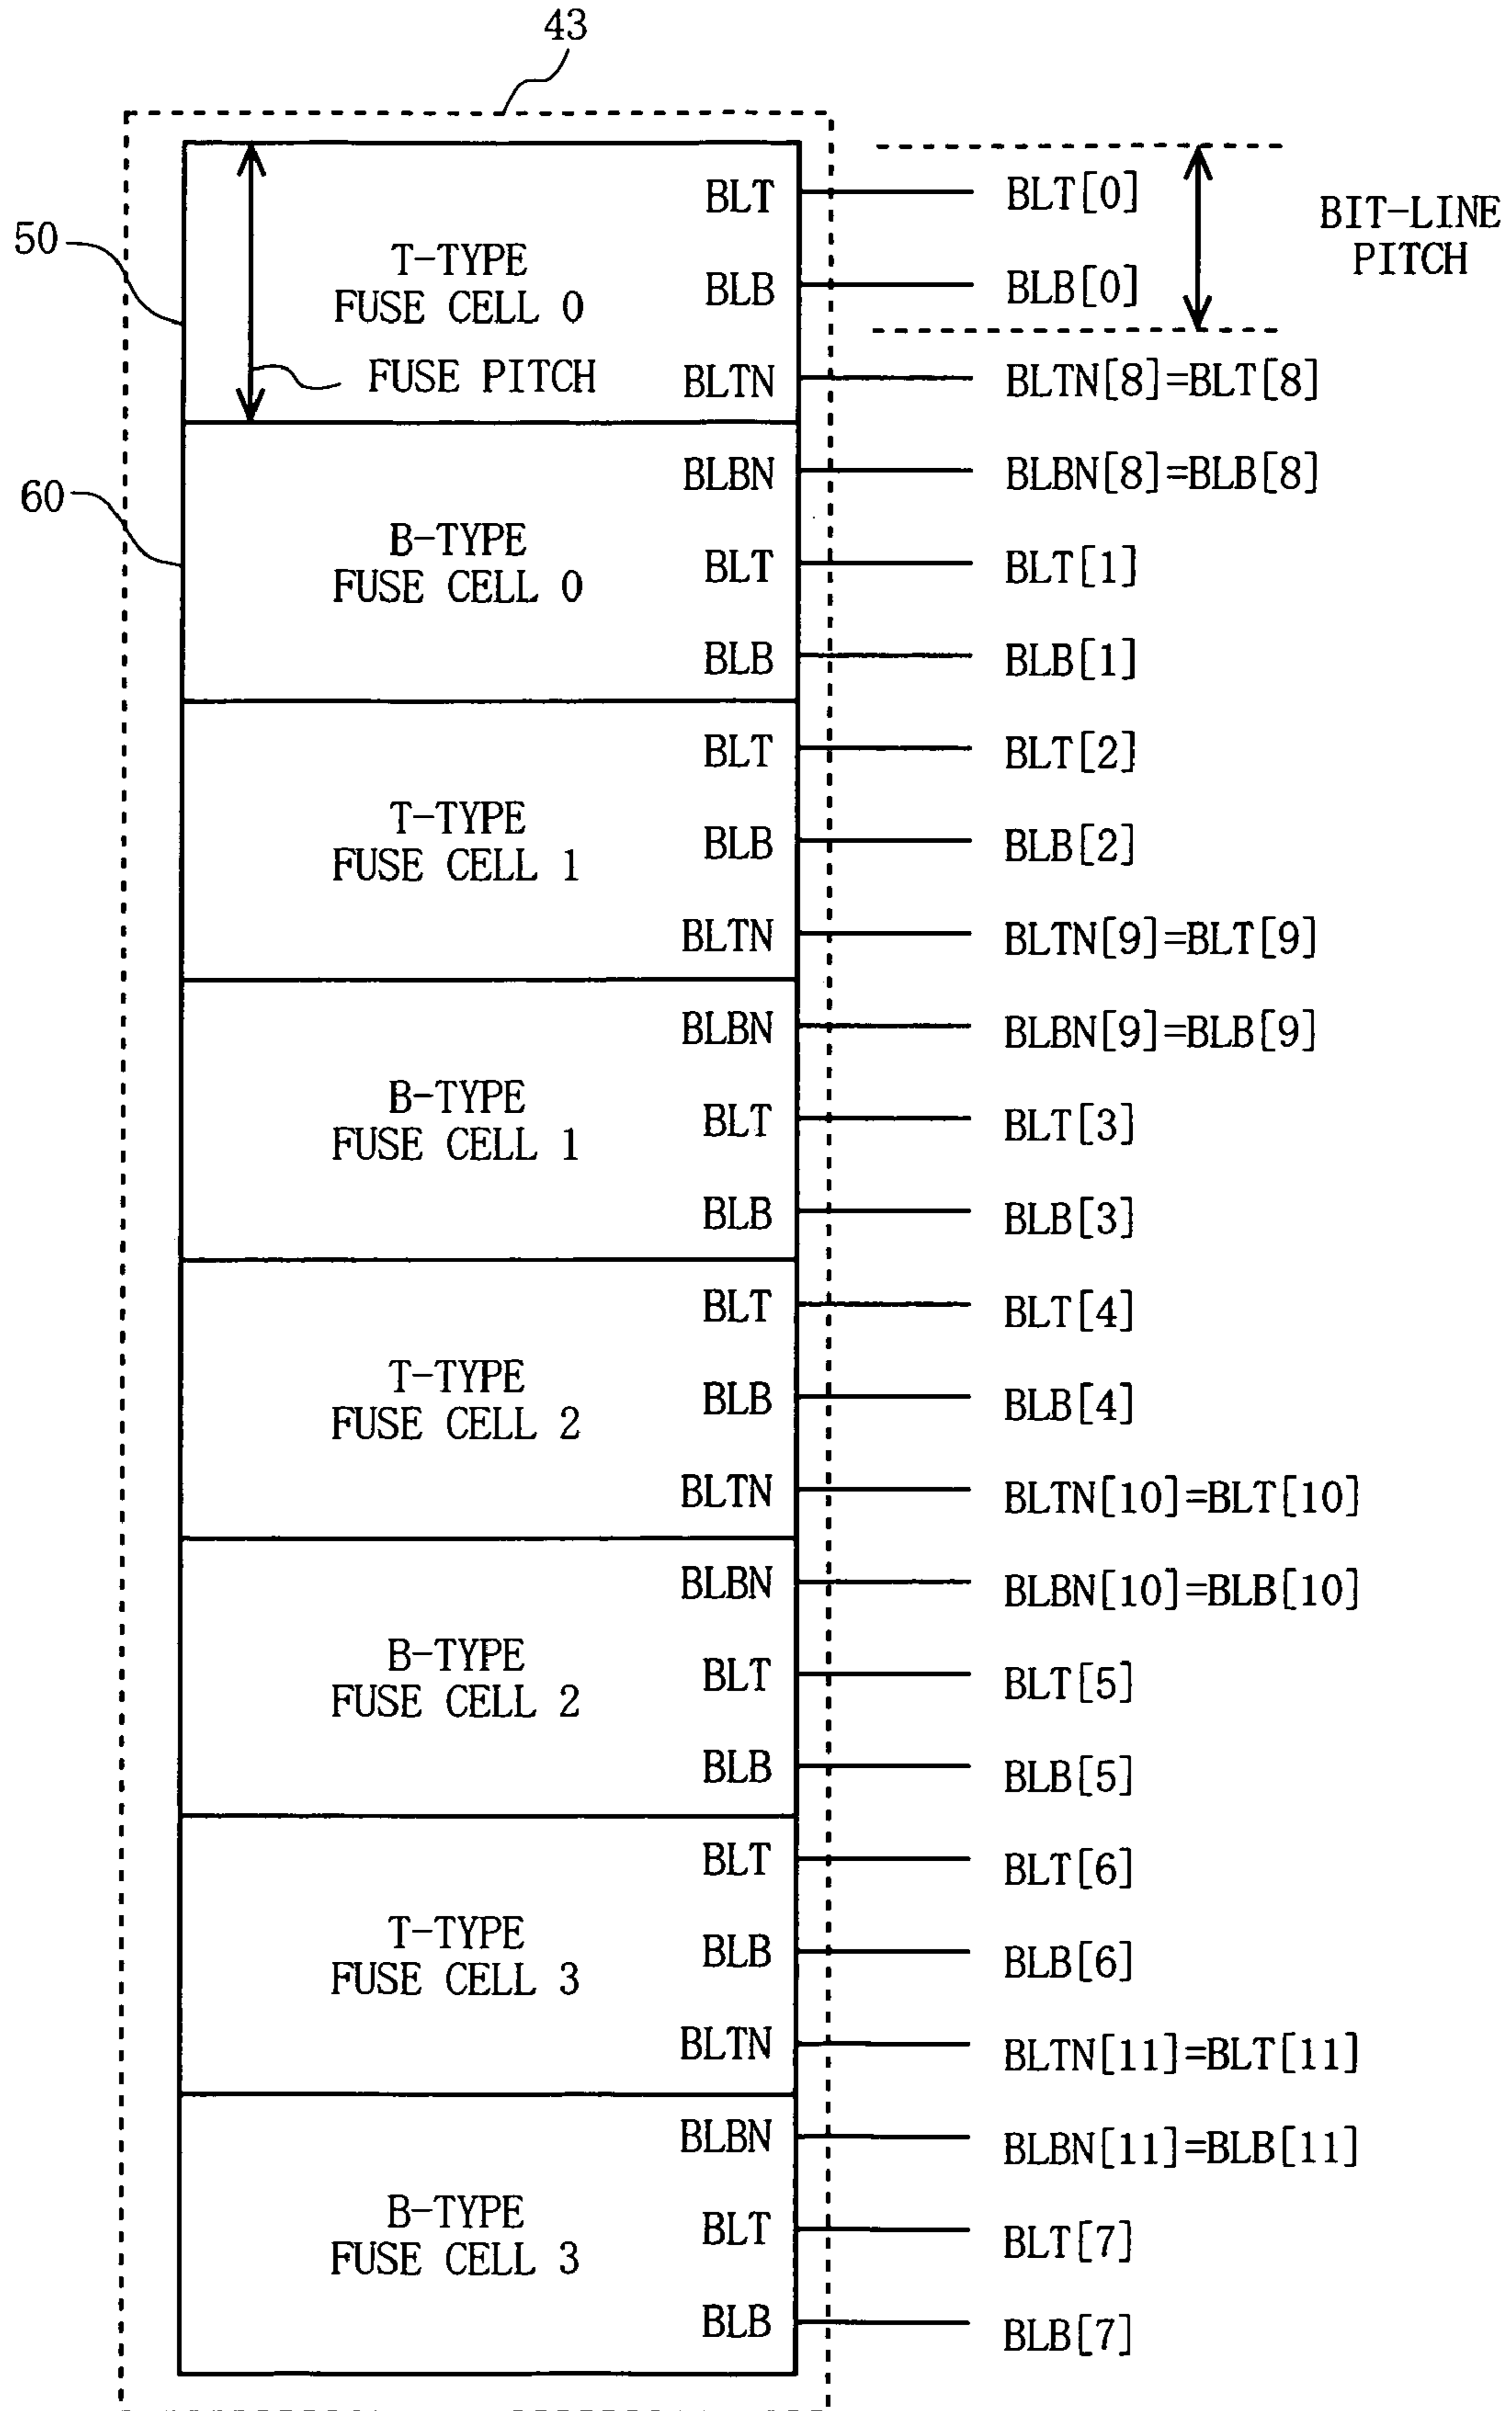 43
50
BLT
BLT[0]
BIT-LINE
PITCH
T-TYPE
FUSE CELL 0
BLB
BLB[0]
FUSE PITCH
BLTN
BLTN[8]=BLT[8]
60
BLBN
BLBN[8]=BLB[8]
B-TYPE
FUSE CELL 0
BLT
BLT[1]
BLB
BLB[1]
BLT
BLT[2]
T-TYPE
FUSE CELL 1
BLB
BLB[2]
BLTN
BLTN[9]=BLT[9]
BLBN
BLBN[9]=BLB[9]
B-TYPE
FUSE CELL 1
BLT
BLT[3]
BLB
BLB[3]
BLT
BLT[4]
T-TYPE
FUSE CELL 2
BLB
BLB[4]
BLTN
BLTN[10]=BLT[10]
BLBN
BLBN[10]=BLB[10]
B-TYPE
FUSE CELL 2
BLT
BLT[5]
BLB
BLB[5]
BLT
BLT[6]
T-TYPE
FUSE CELL 3
BLB
BLB[6]
BLTN
BLTN[11]=BLT[11]
BLBN
BLBN[11]=BLB[11]
B-TYPE
FUSE CELL 3
BLT
BLT[7]
BLB
BLB[7]